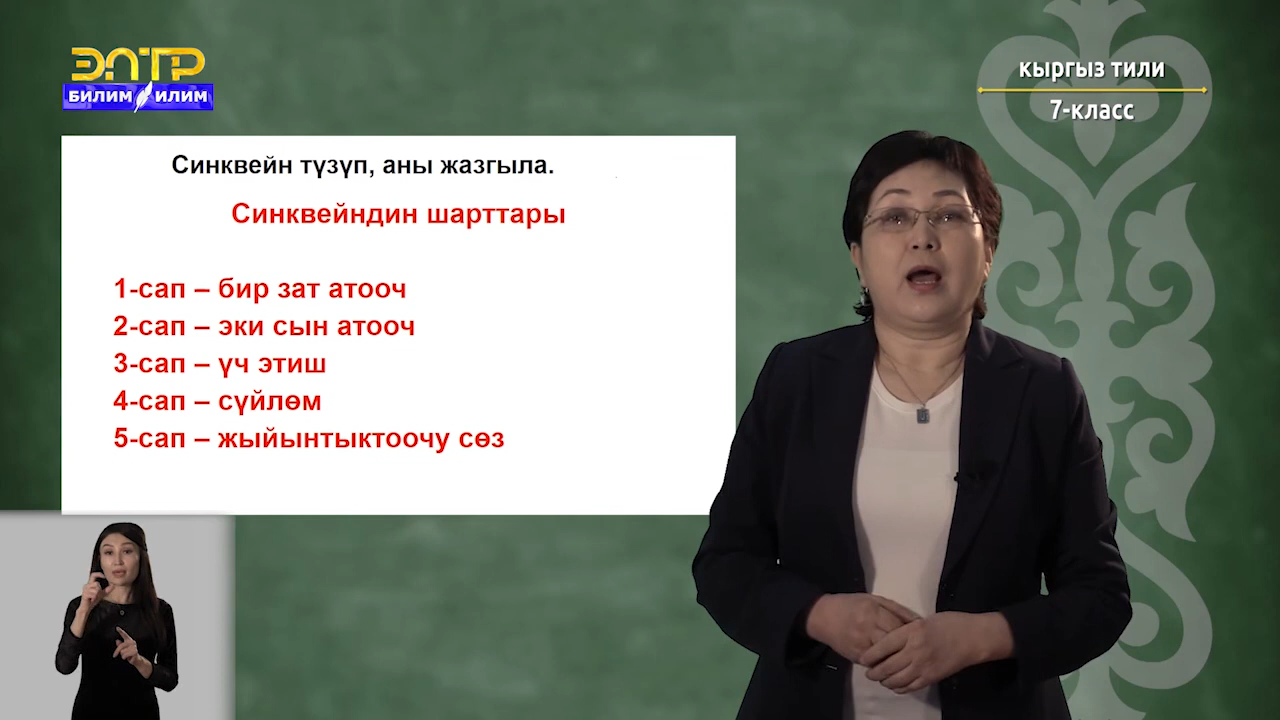 ЭЛТР
БИЛИМ ИЛИМ
кыргыз тили
7-класс
Синквейн түзүп, аны жазгыла.
Синквейндин шарттары
1-сап – бир зат атооч
2-сап – эки сын атооч
3-сап – үч этиш
4-сап – сүйлөм
5-сап – жыйынтыктоочу сөз